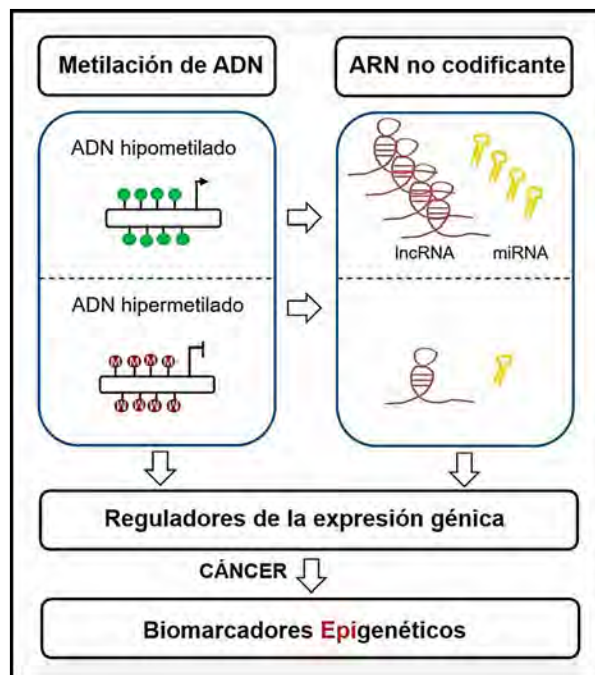 Metilación de ADN
ARN no codificante
ADN hipometilado
lncRNA
miRNA
ADN hipermetilado
M M M M
M M M M
Reguladores de la expresión génica
CÁNCER
Biomarcadores Epigenéticos